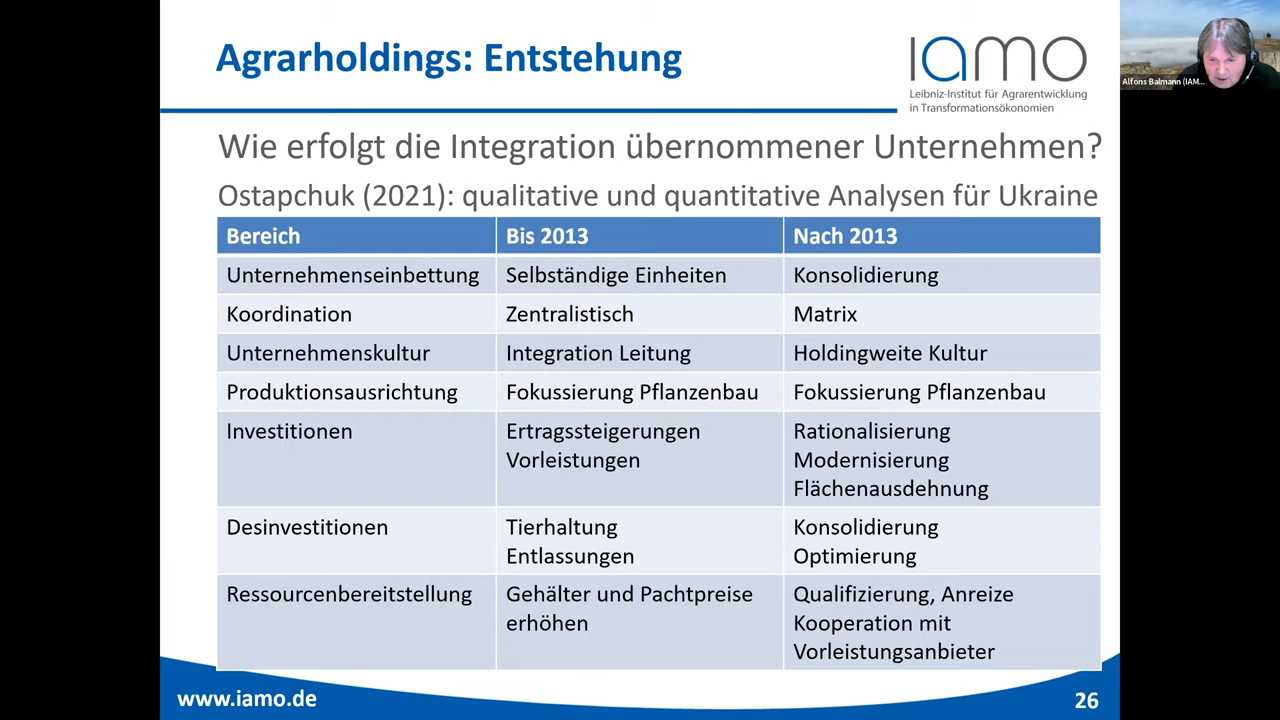 Agrarholdings: Entstehung
iamo
Leibniz-Institut für Agrarentwicklung
in Transformationsökonomien
Alfons Balmann (IAM...
Wie erfolgt die Integration übernommener Unternehmen?
Ostapchuk (2021): qualitative und quantitative Analysen für Ukraine
Bereich Bis 2013 Nach 2013
Unternehmenseinbettung Selbständige Einheiten Konsolidierung
Koordination Zentralistisch Matrix
Unternehmenskultur Integration Leitung Holdingweite Kultur
Produktionsausrichtung Fokussierung Pflanzenbau Fokussierung Pflanzenbau
Investitionen Ertragssteigerungen Rationalisierung
Vorleistungen Modernisierung
Flächenausdehnung
Desinvestitionen Tierhaltung Konsolidierung
Entlassungen Optimierung
Ressourcenbereitstellung Gehälter und Pachtpreise Qualifizierung, Anreize
erhöhen Kooperation mit
Vorleistungsanbieter
www.iamo.de 26